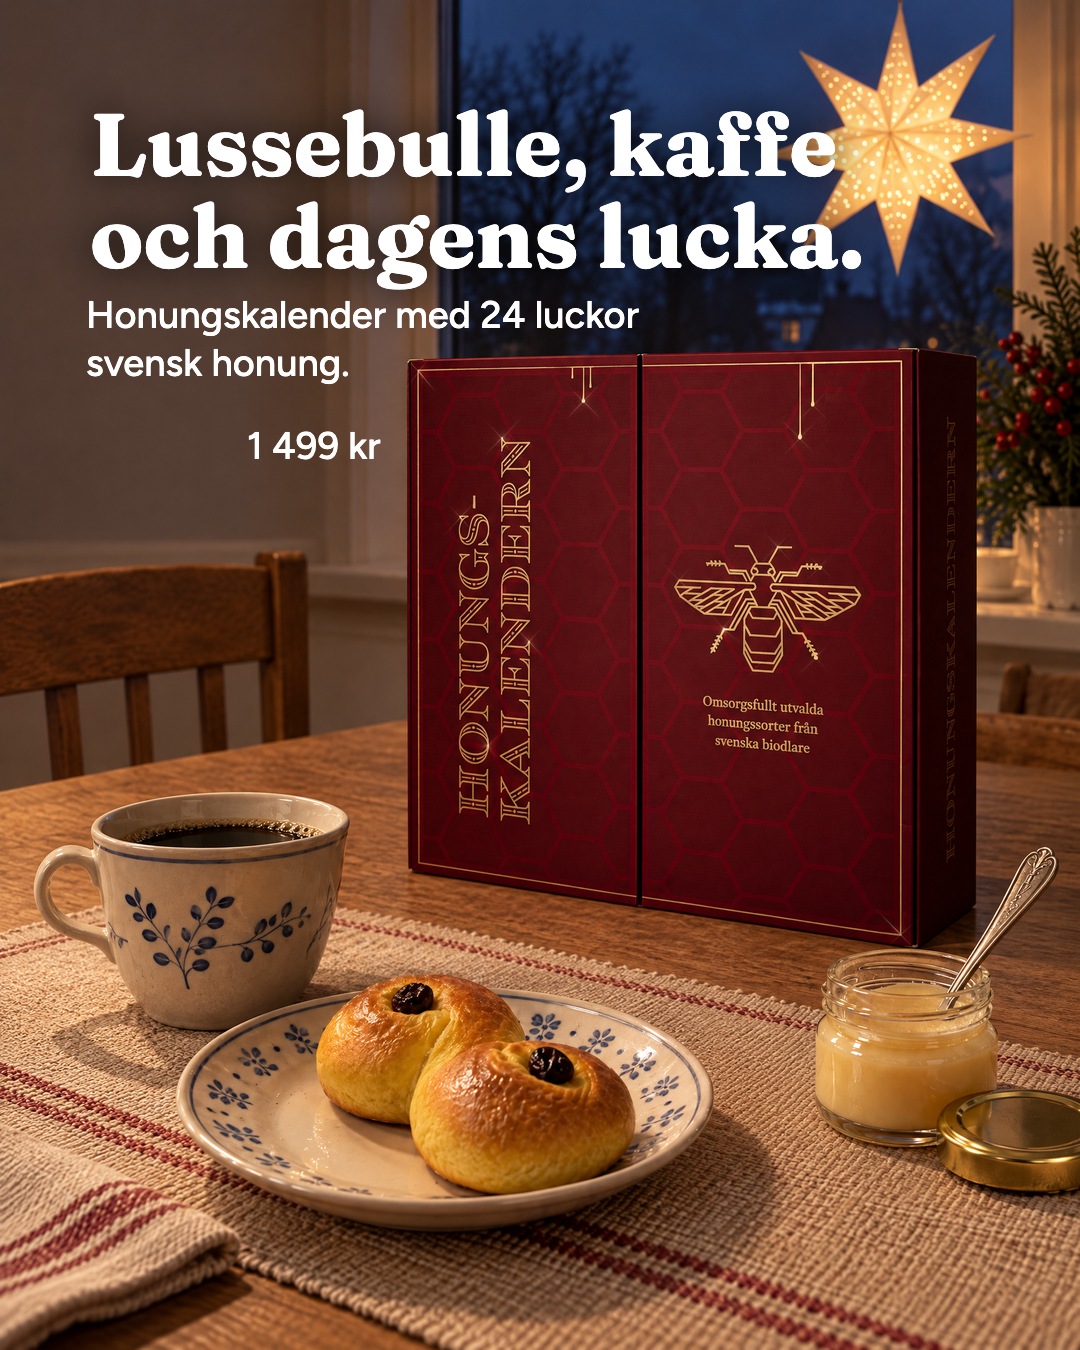 Lussebulle, kaffe
och dagens lucka.
Honungskalender med 24 luckor
svensk honung.
1 499 kr
HONUNGS-
KALENDERN
Omsorgsfullt utvalda
honungssorter från
svenska biodlare
HONUNGSKALENDERN